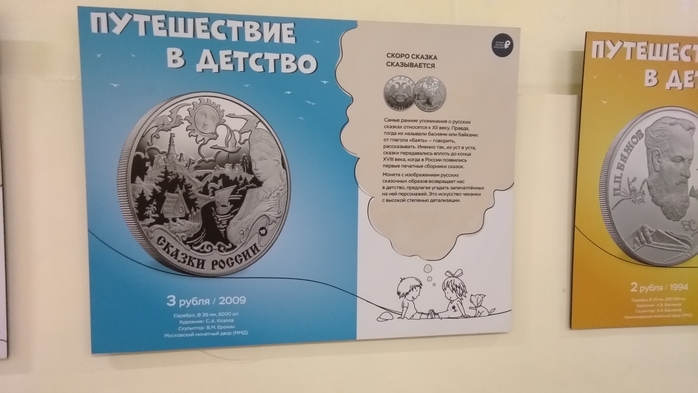 ПУТЕШЕСТВИЕ
В ДЕТСТВО
СКАЗКИ РОССИИ
3 рубля / 2009
Серебро, Ø 39 мм, 5000 шт.
Художник: С.А. Козлов
Скульптор: В.М. Ерохин
Московский монетный двор (ММД)
СКОРО СКАЗКА
СКАЗЫВАЕТСЯ
Самые ранние упоминания о русских
сказках относятся к XII веку. Правда,
тогда их называли баснями или байками:
от глагола «баять» – говорить,
рассказывать. Именно так, из уст в уста,
сказки передавались вплоть до конца
XVIII века, когда в России появились
первые печатные сборники сказок.
Монета с изображением русских
сказочных образов возвращает нас
в детство, предлагая угадать запечатлённых
на ней персонажей. Это искусство чеканки
с высокой степенью детализации.
ПУТЕШЕСТ
В ДЕ
П.П. БАЖОВ
2 рубля / 1994